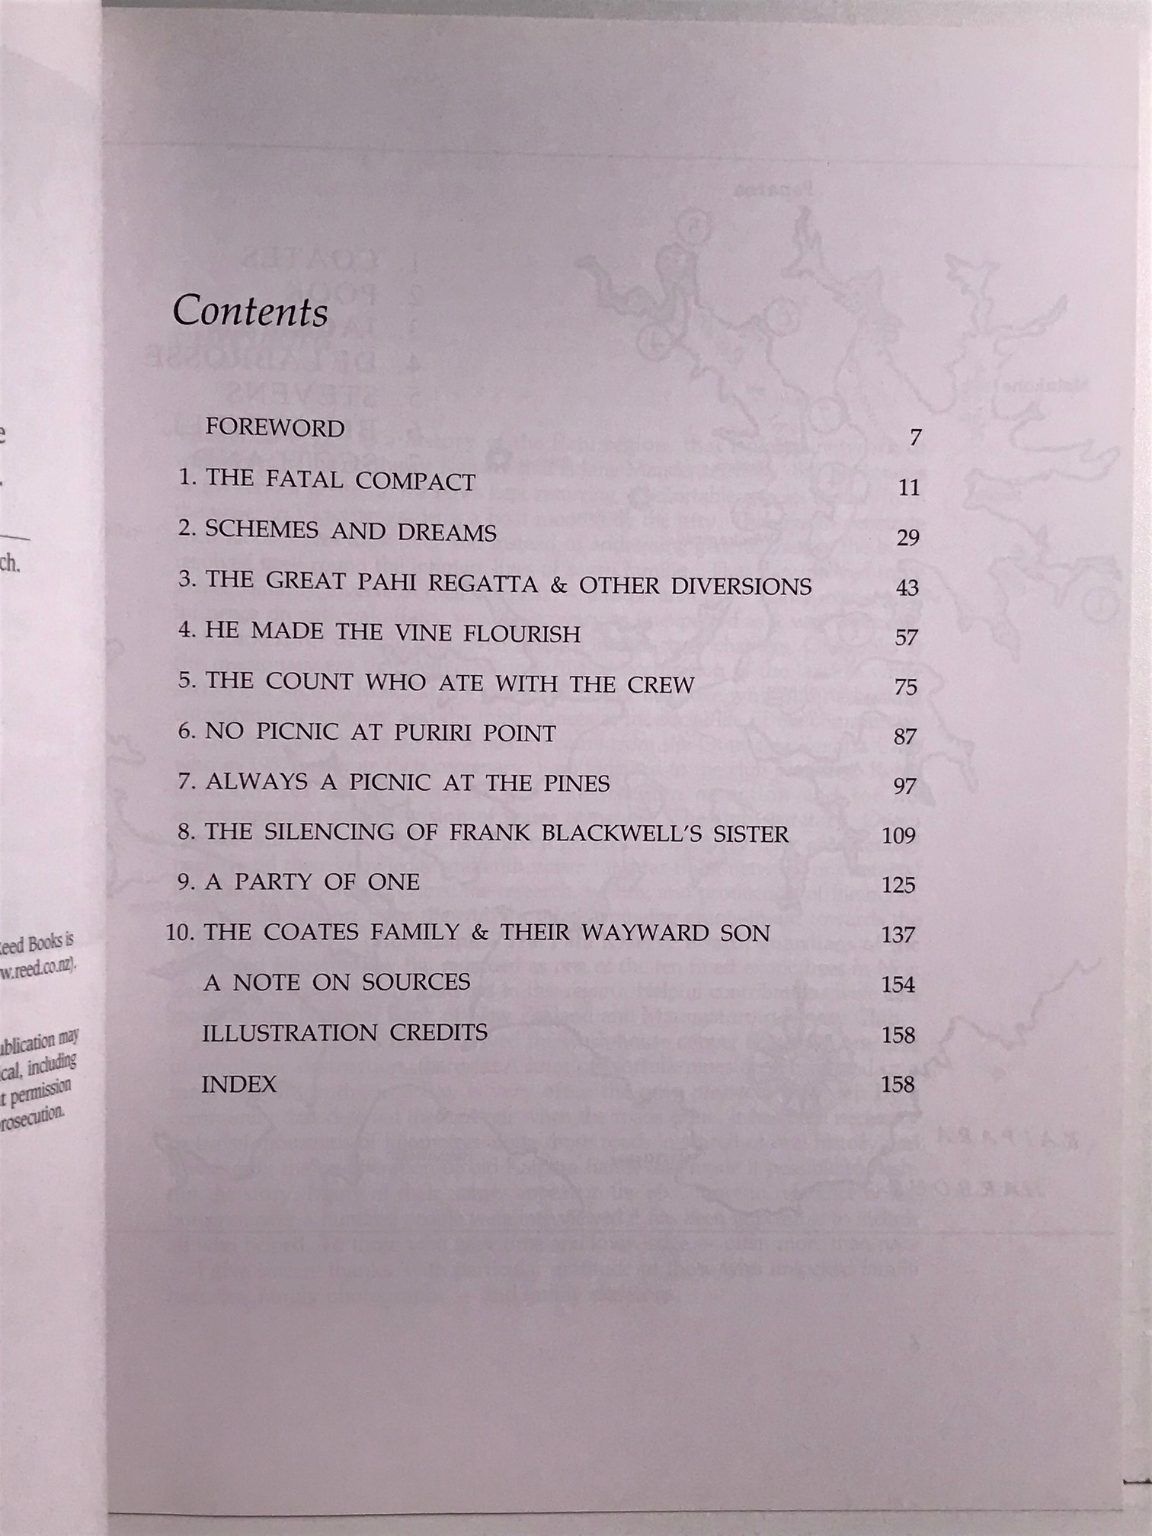 Contents
FOREWORD 7
1. THE FATAL COMPACT 11
2. SCHEMES AND DREAMS 29
3. THE GREAT PAHI REGATTA & OTHER DIVERSIONS 43
4. HE MADE THE VINE FLOURISH 57
5. THE COUNT WHO ATE WITH THE CREW 75
6. NO PICNIC AT PURIRI POINT 87
7. ALWAYS A PICNIC AT THE PINES 97
8. THE SILENCING OF FRANK BLACKWELL'S SISTER 109
9. A PARTY OF ONE 125
10. THE COATES FAMILY & THEIR WAYWARD SON 137
A NOTE ON SOURCES 154
ILLUSTRATION CREDITS 158
INDEX 158
ch.
Reed Books is
w.reed.co.nz).
ublication may
cal, including
t permission
rosecution.